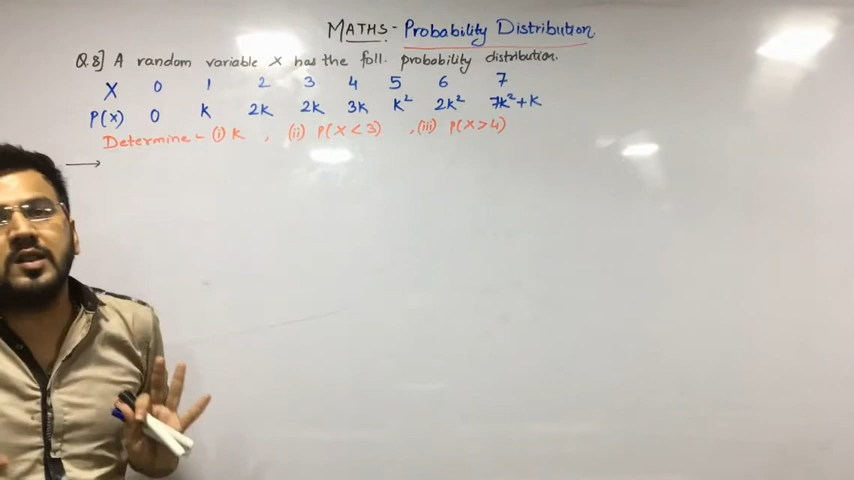 MATHS - Probability Distribution.
Q.8] A random variable X has the foll. probability distribution.
X 0 1 2 3 4 5 6 7
P(X) 0 K 2K 2K 3K K² 2K² 7K²+K
Determine - (i) K , (ii) P(X<3) , (iii) P(X>4)
→